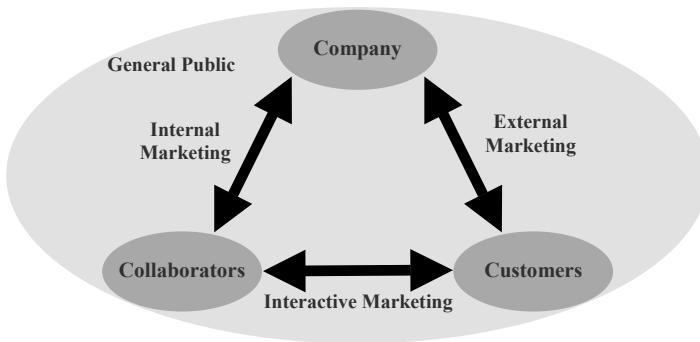 Company
General Public
Internal
Marketing
External
Marketing
Collaborators
Customers
Interactive Marketing